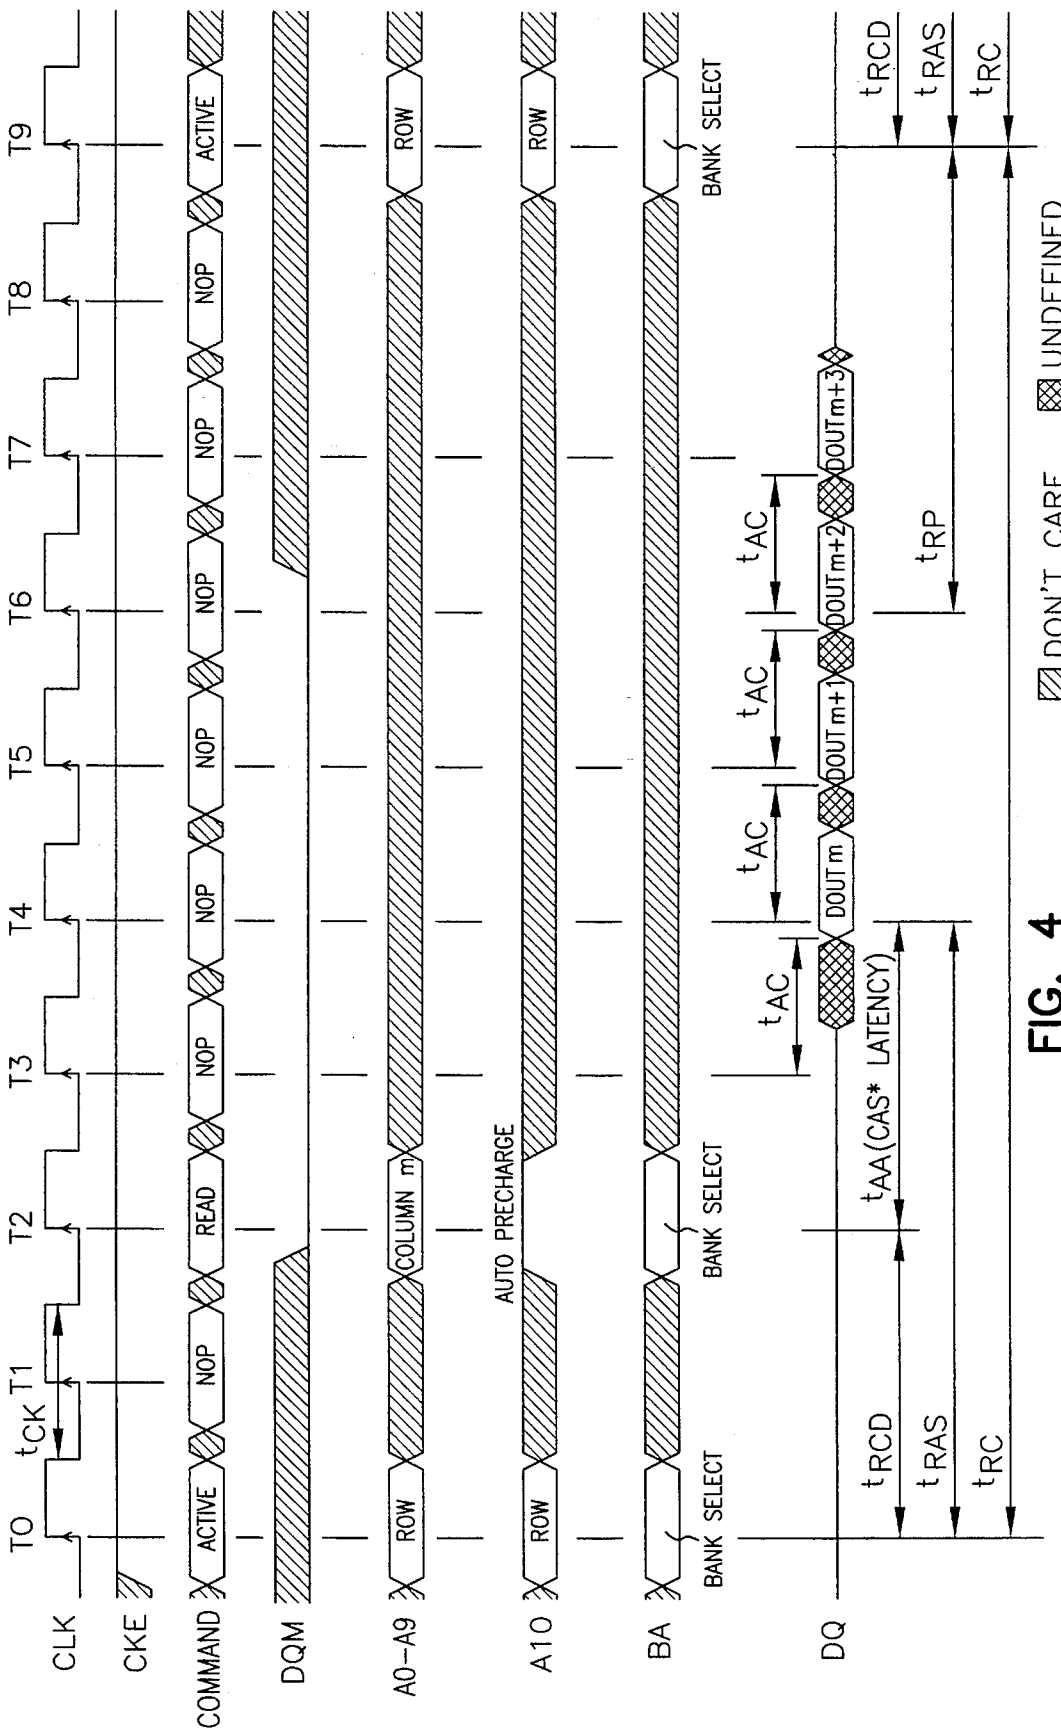 T0 T1 T2 T3 T4 T5 T6 T7 T8 T9
tCK
CLK
CKE
COMMAND ACTIVE NOP READ NOP NOP NOP NOP NOP NOP ACTIVE
DQM
A0-A9 ROW COLUMN m ROW
AUTO PRECHARGE
A10 ROW ROW
BA
BANK SELECT BANK SELECT BANK SELECT
tAC tAC tAC tAC
DQ DOUT m DOUT m+1 DOUT m+2 DOUT m+3
tRCD tAA (CAS* LATENCY) tRCD
tRAS tRP tRAS
tRC tRC
DON'T CARE UNDEFINED
FIG. 4